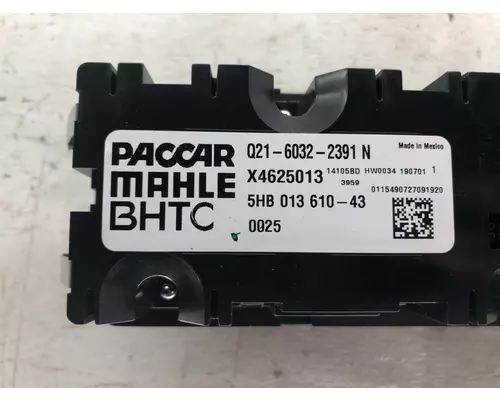 PACCAR
MAHLE
BHTC
Q21-6032-2391 N
X4625013
5HB 013 610-43
0025
Made in Mexico
14105BD HW0034 190701 1
3959
0115490727091920